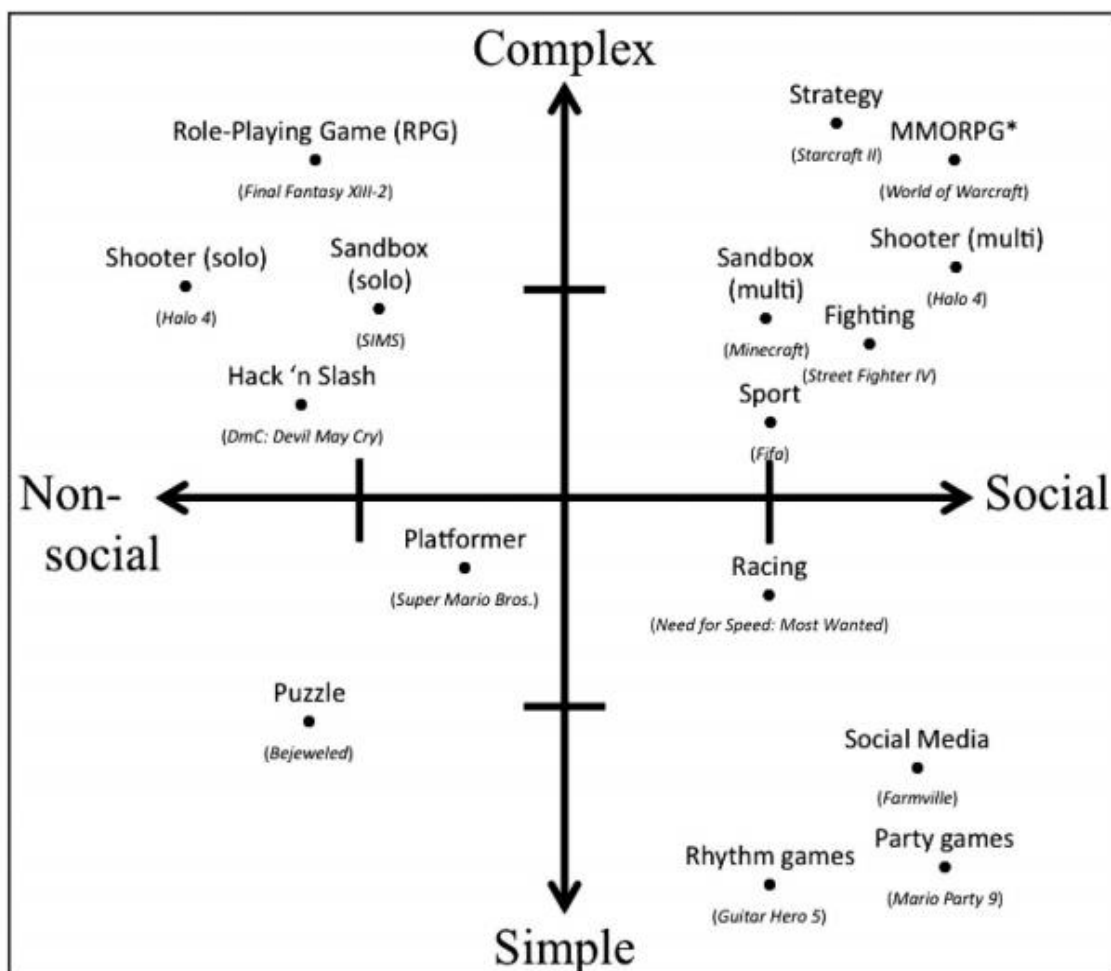 Complex
Strategy
(Starcraft II)
Role-Playing Game (RPG)
(Final Fantasy XIII-2)
MMORPG*
(World of Warcraft)
Shooter (solo)
(Halo 4)
Sandbox
(solo)
(SIMS)
Sandbox
(multi)
(Minecraft)
Shooter (multi)
(Halo 4)
Fighting
(Street Fighter IV)
Hack ‘n Slash
(DmC: Devil May Cry)
Sport
(Fifa)
Non-
social
Social
Platformer
(Super Mario Bros.)
Racing
(Need for Speed: Most Wanted)
Puzzle
(Bejeweled)
Social Media
(Farmville)
Rhythm games
(Guitar Hero 5)
Party games
(Mario Party 9)
Simple